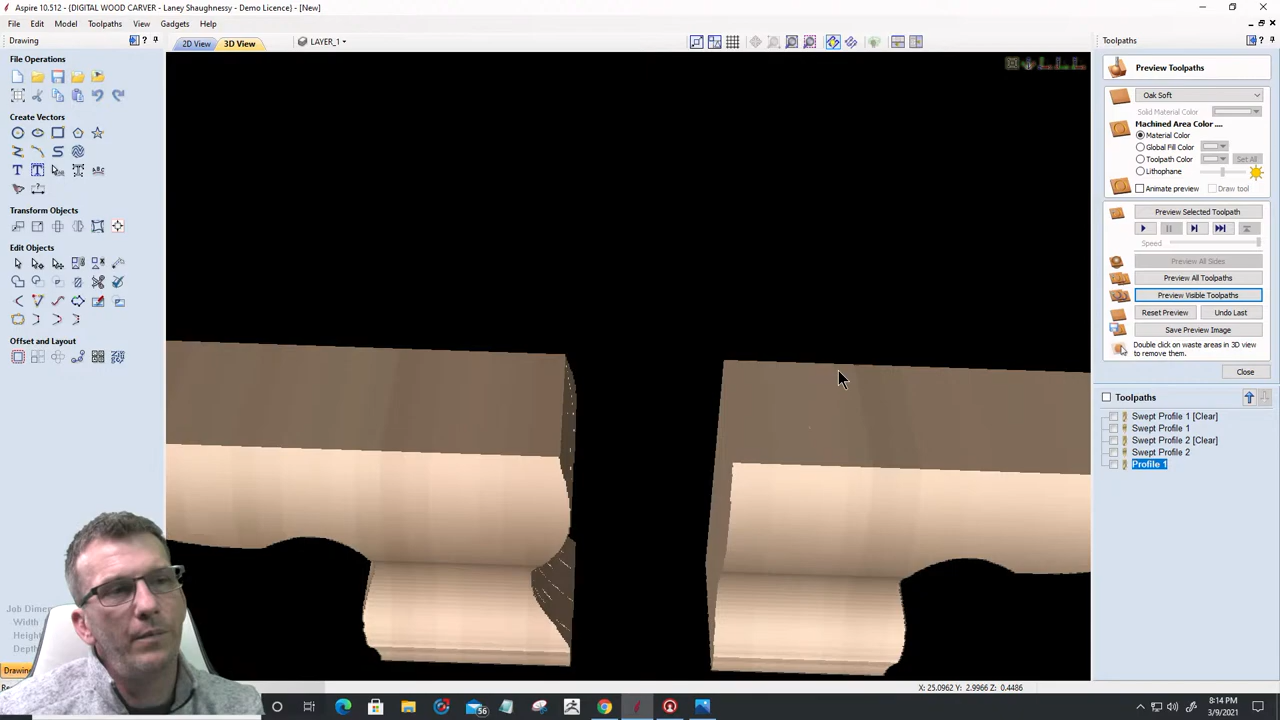 Aspire 10.512 - {DIGITAL WOOD CARVER - Laney Shaughnessy - Demo Licence} - [New]
File Edit Model Toolpaths View Gadgets Help
Drawing
2D View 3D View LAYER_1
Toolpaths
File Operations
Create Vectors
Transform Objects
Edit Objects
Offset and Layout
Job Dimen
Width
Height
Depth
Drawing
Preview Toolpaths
Oak Soft
Solid Material Color
Machined Area Color ....
Material Color
Global Fill Color
Toolpath Color Set All
Lithophane
Animate preview Draw tool
Preview Selected Toolpath
Speed
Preview All Sides
Preview All Toolpaths
Preview Visible Toolpaths
Reset Preview Undo Last
Save Preview Image
Double click on waste areas in 3D view
to remove them.
Close
Toolpaths
Swept Profile 1 [Clear]
Swept Profile 1
Swept Profile 2 [Clear]
Swept Profile 2
Profile 1
X: 25.0962 Y: 2.9966 Z: 0.4486
56
8:14 PM
3/9/2021